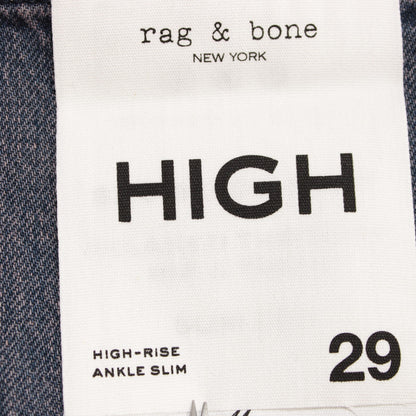 rag & bone
NEW YORK
HIGH
HIGH-RISE
ANKLE SLIM
29